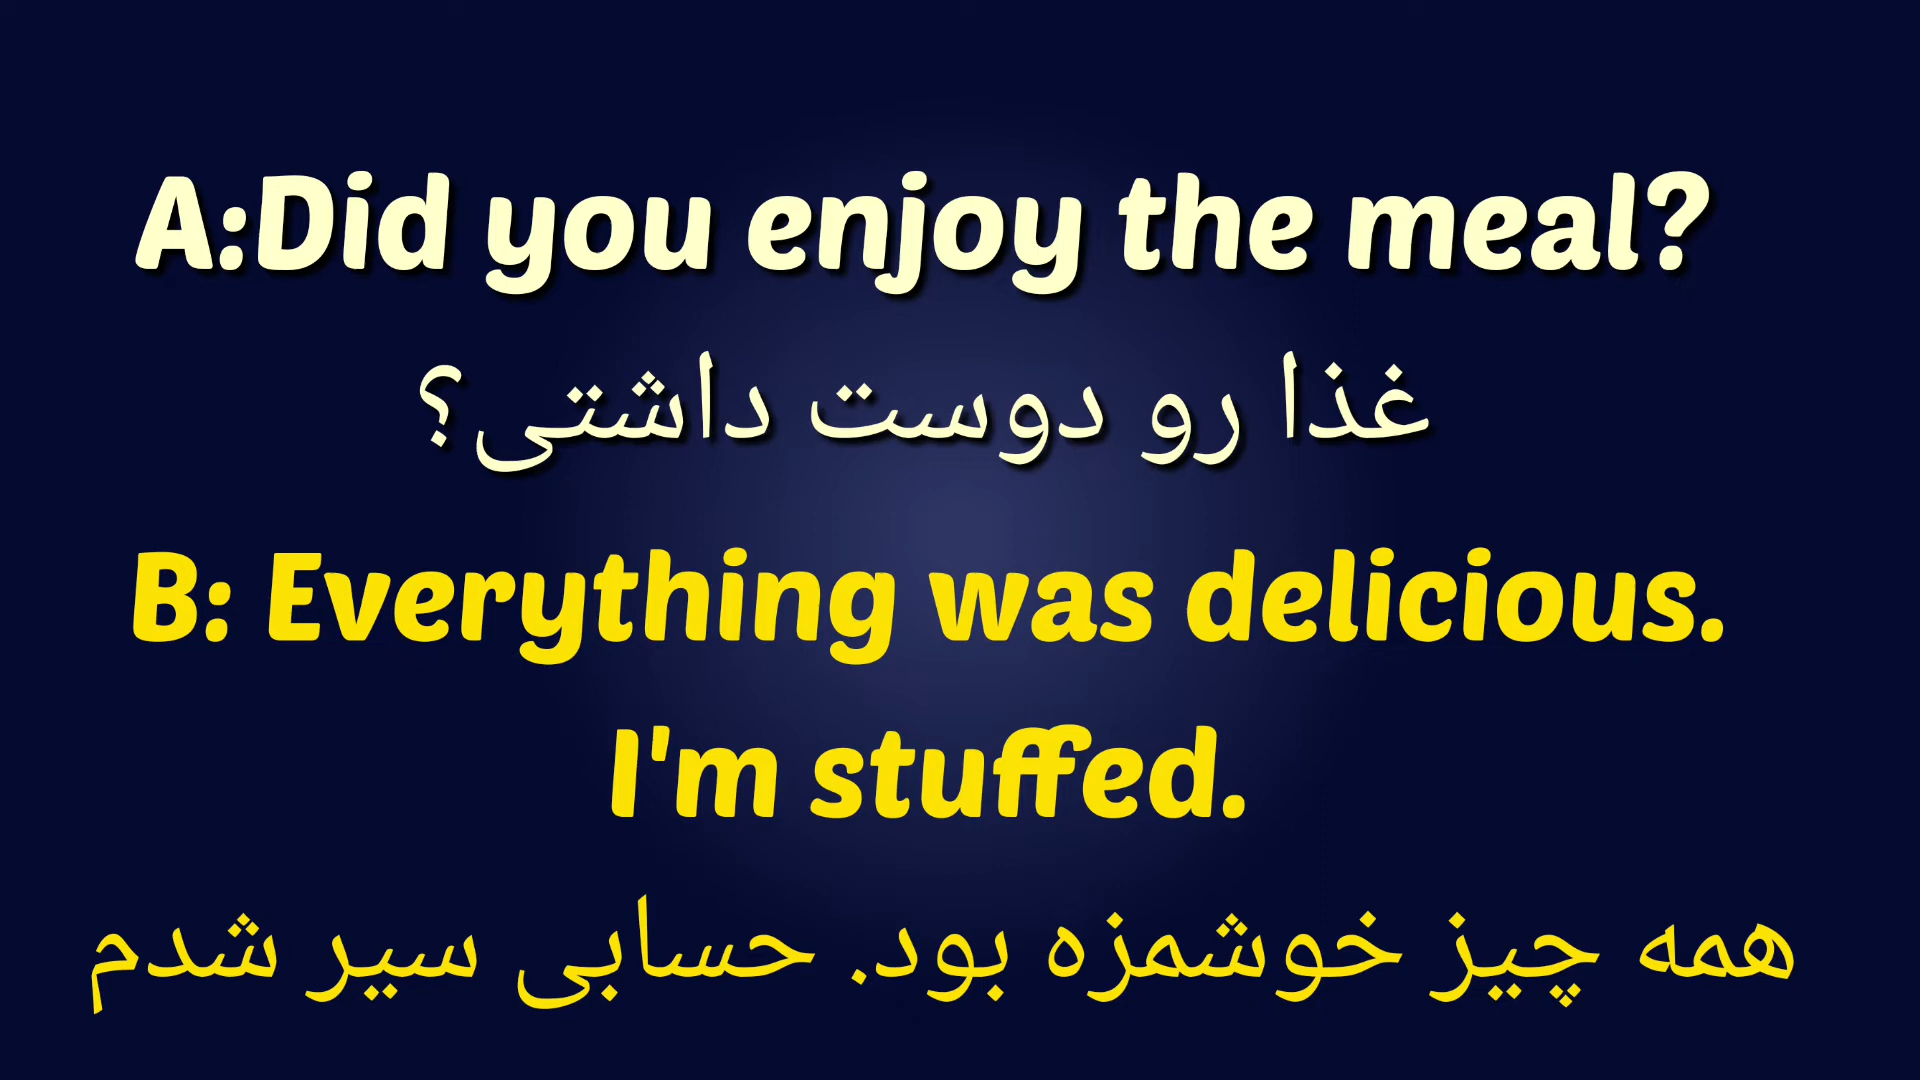 A:Did you enjoy the meal?
غذا رو دوست داشتی؟
B: Everything was delicious.
I'm stuffed.
همه چیز خوشمزه بود. حسابی سیر شدم